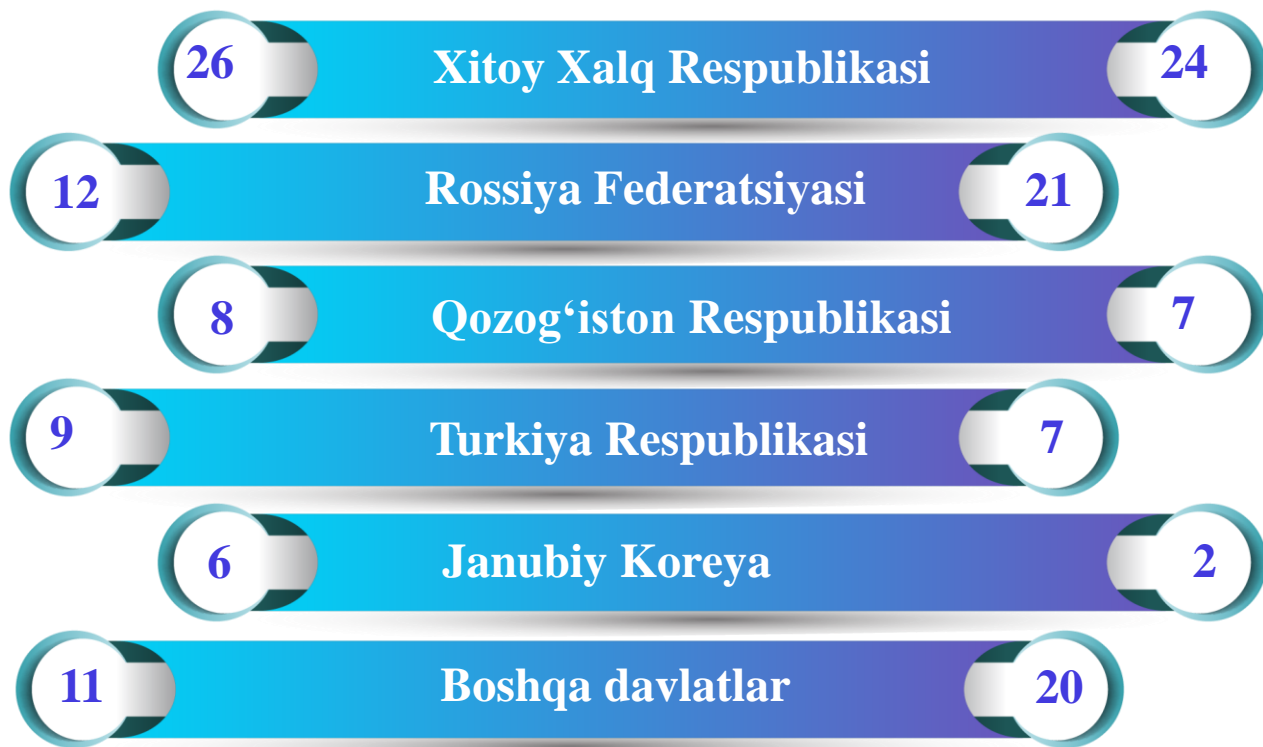 26 Xitoy Xalq Respublikasi 24
12 Rossiya Federatsiyasi 21
8 Qozog‘iston Respublikasi 7
9 Turkiya Respublikasi 7
6 Janubiy Koreya 2
11 Boshqa davlatlar 20